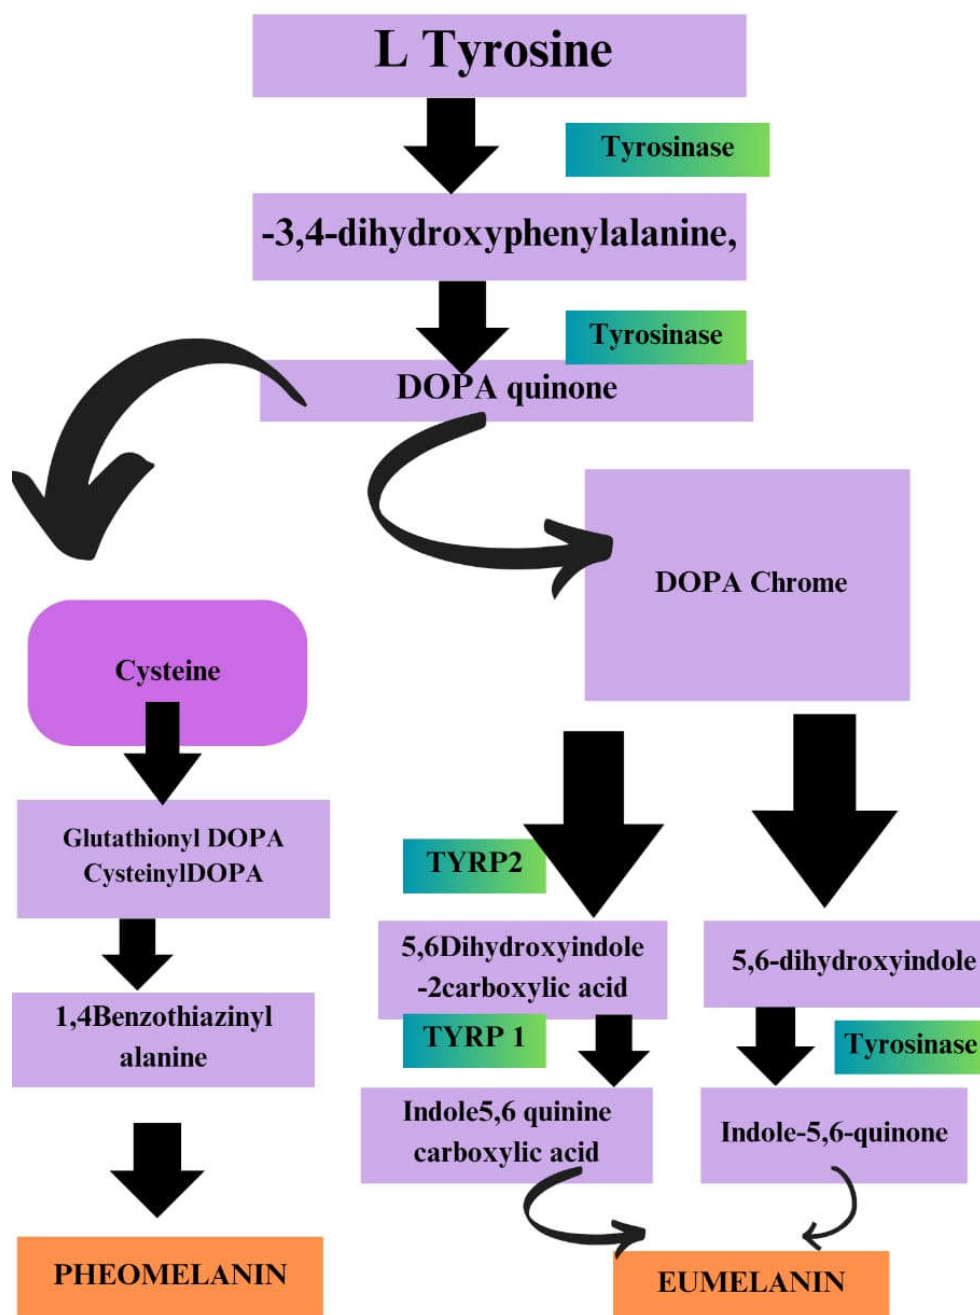 L Tyrosine
Tyrosinase
-3,4-dihydroxyphenylalanine,
Tyrosinase
DOPA quinone
DOPA Chrome
Cysteine
Glutathionyl DOPA
CysteinylDOPA
TYRP2
5,6Dihydroxyindole
-2carboxylic acid
5,6-dihydroxyindole
1,4Benzothiazinyl
alanine
TYRP 1
Tyrosinase
Indole5,6 quinine
carboxylic acid
Indole-5,6-quinone
PHEOMELANIN
EUMELANIN